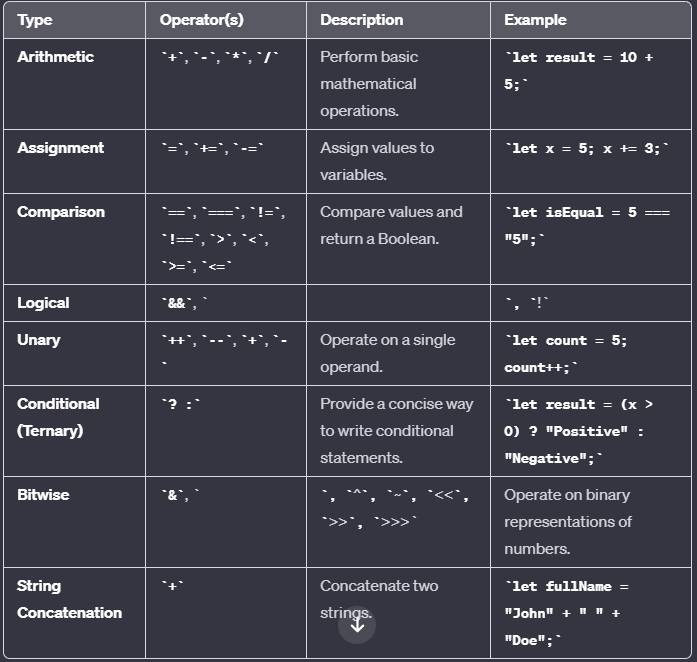 Type Operator(s) Description Example
Arithmetic `+`, `-`, `*`, `/` Perform basic `let result = 10 +
mathematical 5;`
operations.
Assignment `=`, `+=`, `-=` Assign values to `let x = 5; x += 3;`
variables.
Comparison `==`, `===`, `!=`, Compare values and `let isEqual = 5 ===
`!==`, `>`, `<`, return a Boolean. "5";`
`>=`, `<=`
Logical `&&`, ` `, `!`
Unary `++`, `--`, `+`, `- Operate on a single `let count = 5;
` operand. count++;`
Conditional `? :` Provide a concise way `let result = (x >
(Ternary) to write conditional 0) ? "Positive" :
statements. "Negative";`
Bitwise `&`, ` `, `^`, `~`, `<<`, Operate on binary
`>>`, `>>>` representations of
numbers.
String `+` Concatenate two `let fullName =
Concatenation strings. "John" + " " +
"Doe";`